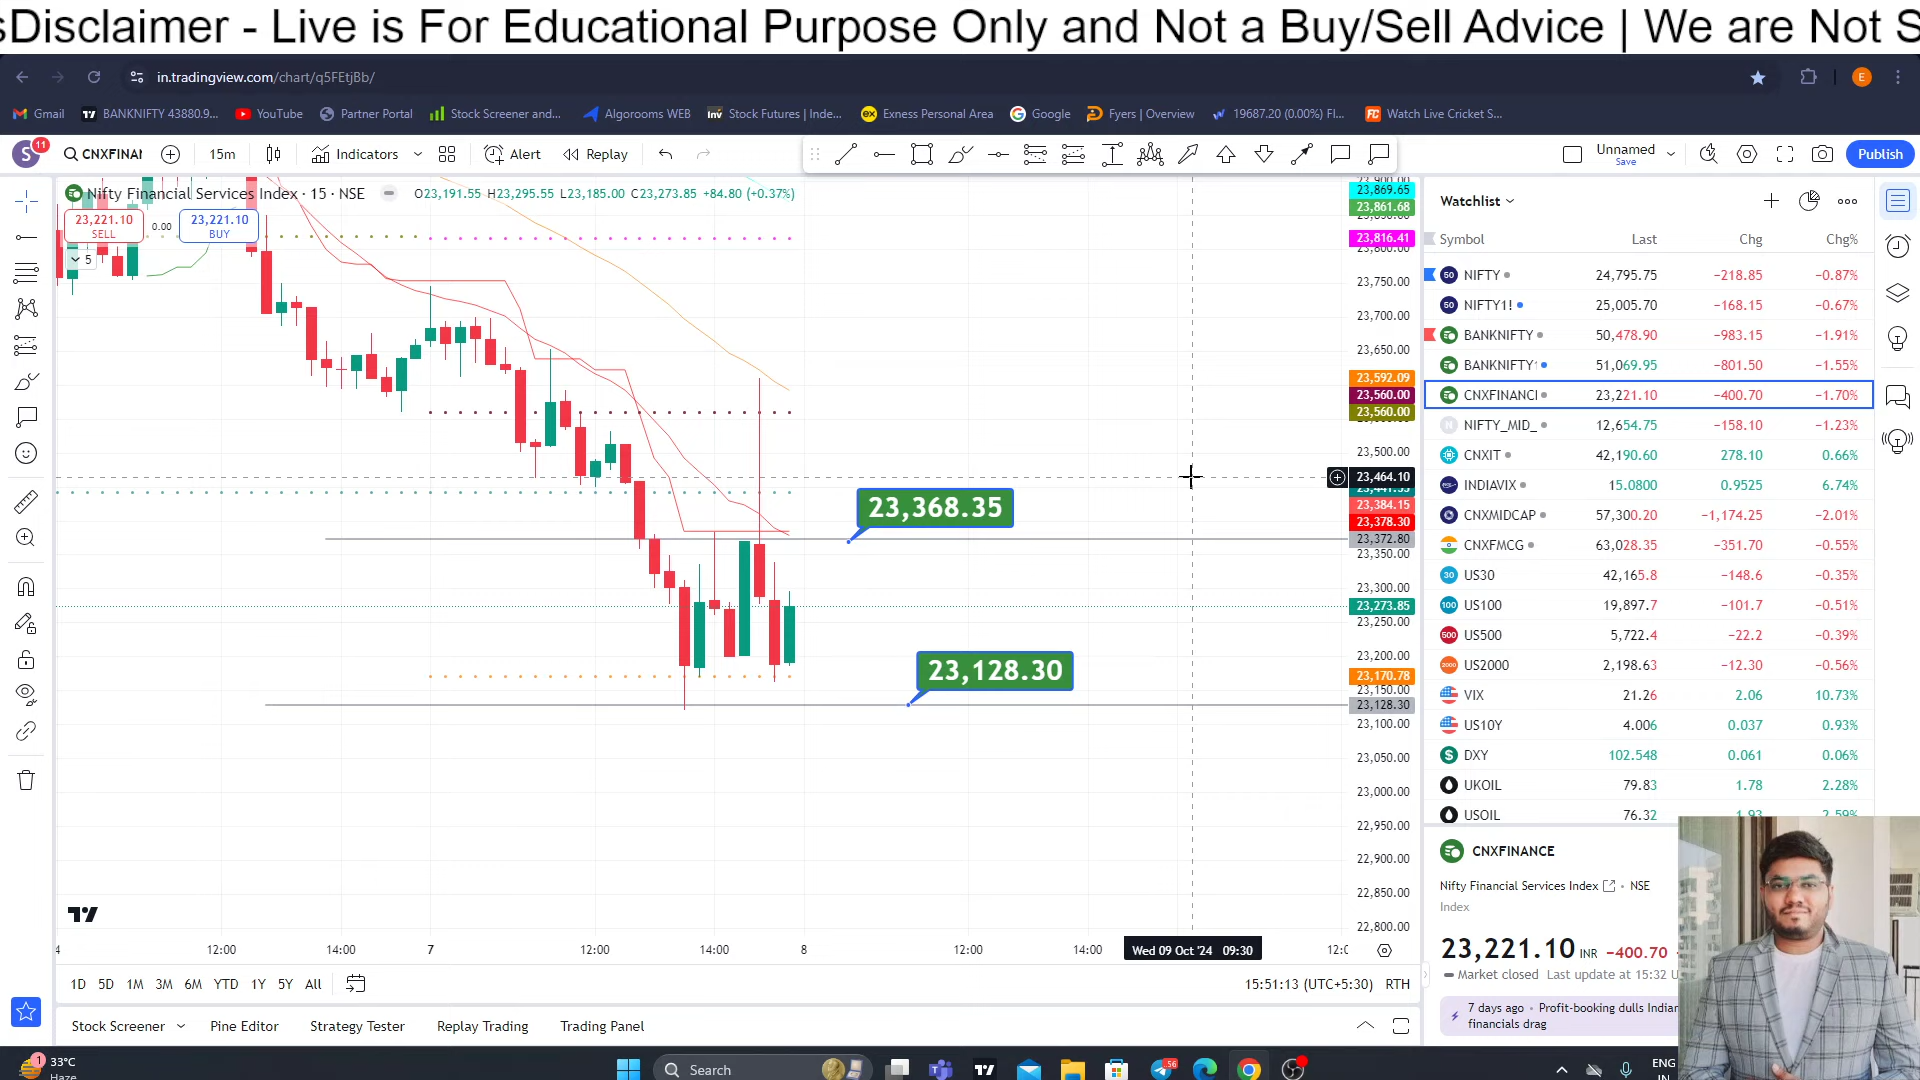 sDisclaimer - Live is For Educational Purpose Only and Not a Buy/Sell Advice | We are Not S
in.tradingview.com/chart/q5FEtjBb/
E
Gmail BANKNIFTY 43880.9... YouTube Partner Portal Stock Screener and... Algorooms WEB Stock Futures | Inde... Exness Personal Area Google Fyers | Overview 19687.20 (0.00%) Fl... Watch Live Cricket S...
S 11 CNXFINAN 15m Indicators Alert Replay Unnamed Save Publish
Nifty Financial Services Index · 15 · NSE O23,191.55 H23,295.55 L23,185.00 C23,273.85 +84.80 (+0.37%)
23,221.10 SELL 0.00 23,221.10 BUY
5
23,869.65
23,861.68
23,816.41
23,800.00
23,750.00
23,700.00
23,650.00
23,592.09
23,560.00
23,560.00
23,500.00
23,464.10
23,384.15
23,378.30
23,372.80
23,350.00
23,300.00
23,273.85
23,250.00
23,200.00
23,170.78
23,150.00
23,128.30
23,100.00
23,050.00
23,000.00
22,950.00
22,900.00
22,850.00
22,800.00
23,368.35
23,128.30
4 12:00 14:00 7 12:00 14:00 8 12:00 14:00 Wed 09 Oct '24 09:30 12:0
1D 5D 1M 3M 6M YTD 1Y 5Y All 15:51:13 (UTC+5:30) RTH
Stock Screener Pine Editor Strategy Tester Replay Trading Trading Panel
Watchlist
Symbol Last Chg Chg%
NIFTY 24,795.75 −218.85 −0.87%
NIFTY1! 25,005.70 −168.15 −0.67%
BANKNIFTY 50,478.90 −983.15 −1.91%
BANKNIFTY1 51,069.95 −801.50 −1.55%
CNXFINANCI 23,221.10 −400.70 −1.70%
NIFTY_MID_ 12,654.75 −158.10 −1.23%
CNXIT 42,190.60 278.10 0.66%
INDIAVIX 15.0800 0.9525 6.74%
CNXMIDCAP 57,300.20 −1,174.25 −2.01%
CNXFMCG 63,028.35 −351.70 −0.55%
US30 42,165.8 −148.6 −0.35%
US100 19,897.7 −101.7 −0.51%
US500 5,722.4 −22.2 −0.39%
US2000 2,198.63 −12.30 −0.56%
VIX 21.26 2.06 10.73%
US10Y 4.006 0.037 0.93%
DXY 102.548 0.061 0.06%
UKOIL 79.83 1.78 2.28%
USOIL 76.32 1.93 2.59%
CNXFINANCE
Nifty Financial Services Index • NSE
Index
23,221.10 INR −400.70
Market closed Last update at 15:32 U
7 days ago • Profit-booking dulls Indian
financials drag
1 33°C
Haze
Search
56
ENG
IN